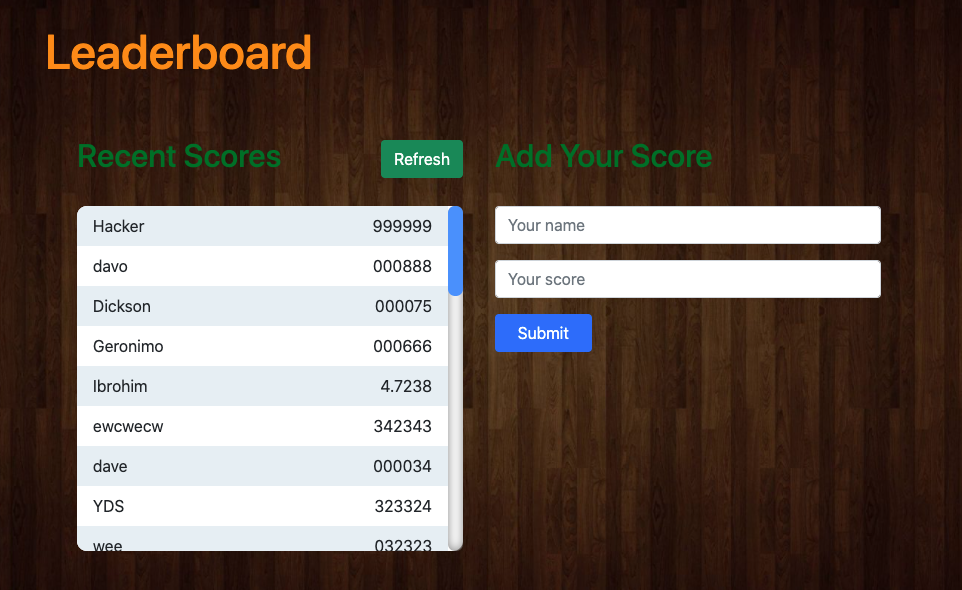 Leaderboard
Recent Scores
Refresh
Hacker 999999
davo 000888
Dickson 000075
Geronimo 000666
Ibrohim 4.7238
ewcwecw 342343
dave 000034
YDS 323324
wee 032323
Add Your Score
Your name
Your score
Submit